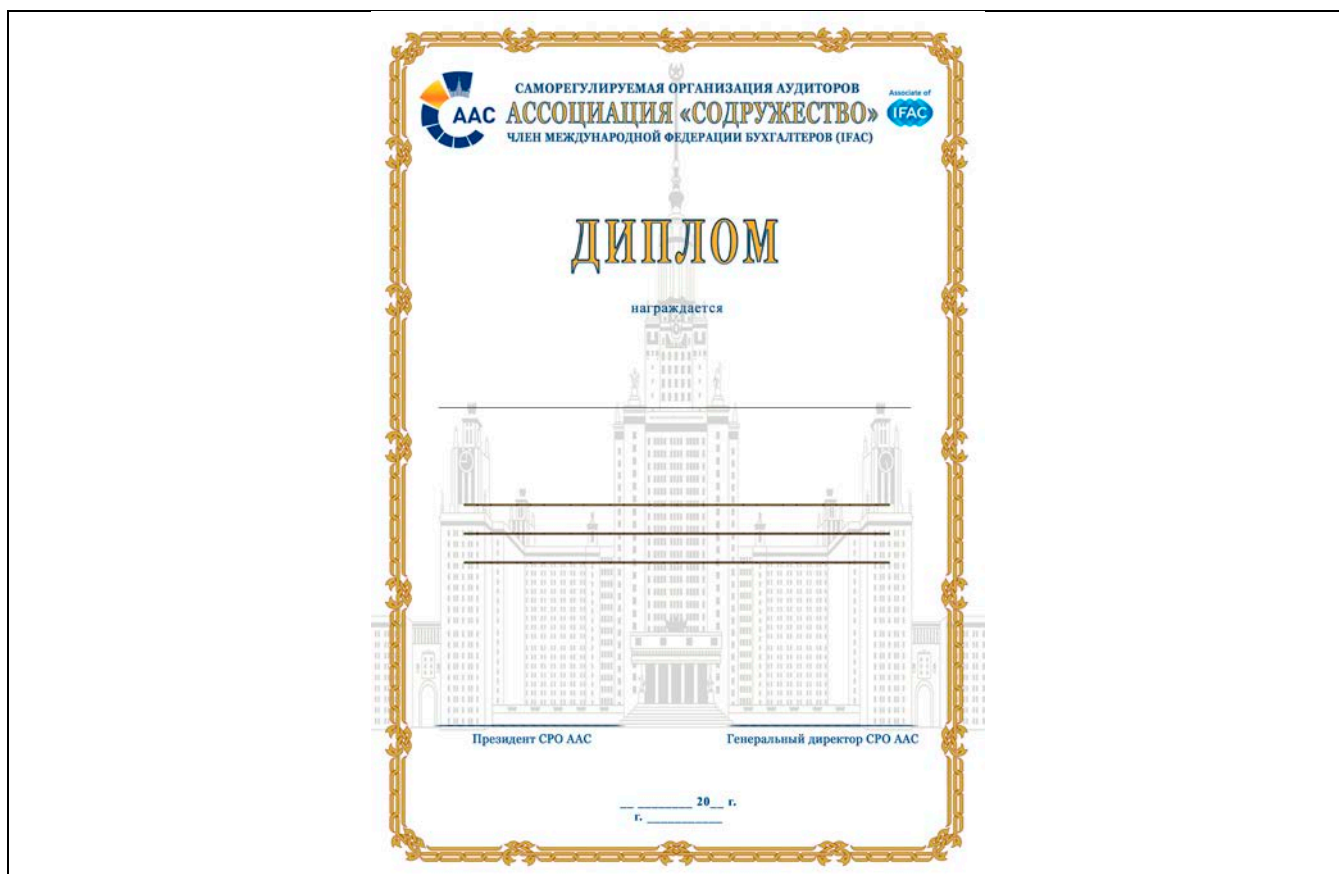 САМОРЕГУЛИРУЕМАЯ ОРГАНИЗАЦИЯ АУДИТОРОВ
ААС АССОЦИАЦИЯ «СОДРУЖЕСТВО»
Associate of
IFAC
ЧЛЕН МЕЖДУНАРОДНОЙ ФЕДЕРАЦИИ БУХГАЛТЕРОВ (IFAC)
ДИПЛОМ
награждается
Президент СРО ААС
Генеральный директор СРО ААС
__ ________ 20__ г.
г. ___________